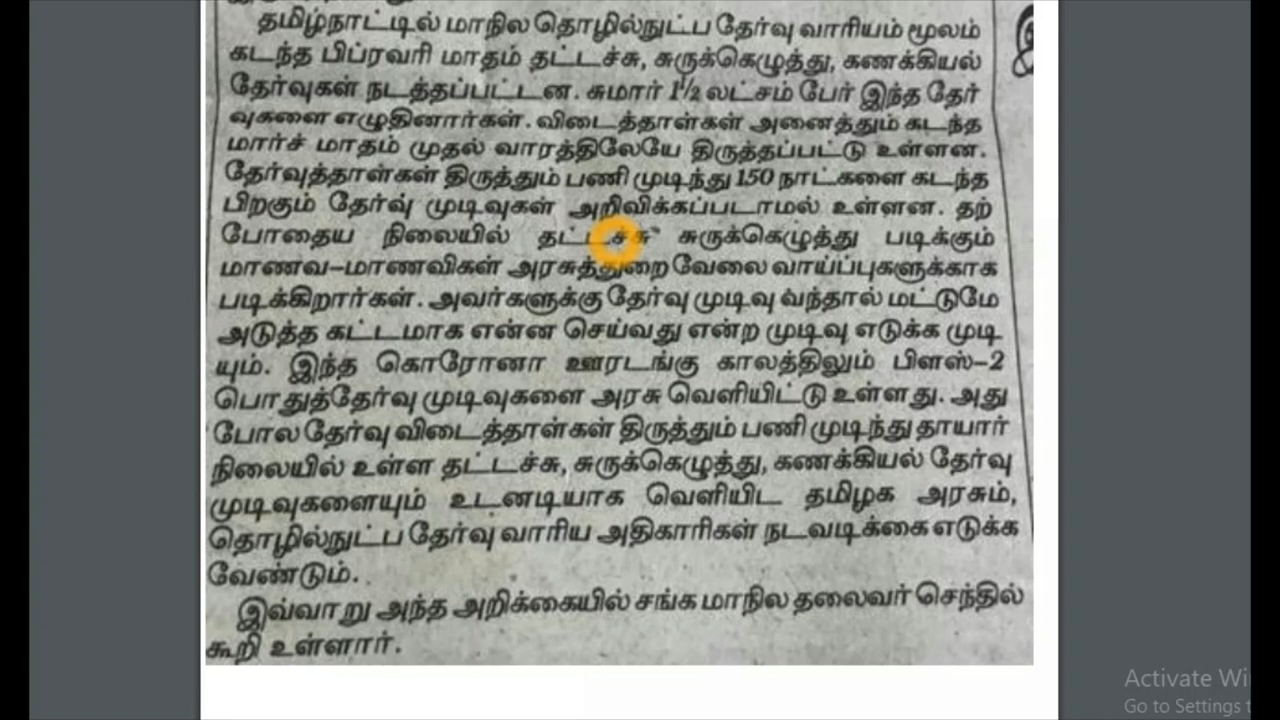 தமிழ்நாட்டில் மாநில தொழில்நுட்ப தேர்வு வாரியம் மூலம்
கடந்த பிப்ரவரி மாதம் தட்டச்சு, சுருக்கெழுத்து, கணக்கியல்
தேர்வுகள் நடத்தப்பட்டன. சுமார் 1½ லட்சம் பேர் இந்த தேர்
வுகளை எழுதினார்கள். விடைத்தாள்கள் அனைத்தும் கடந்த
மார்ச் மாதம் முதல் வாரத்திலேயே திருத்தப்பட்டு உள்ளன.
தேர்வுத்தாள்கள் திருத்தும் பணி முடிந்து 150 நாட்களை கடந்த
பிறகும் தேர்வு முடிவுகள் அறிவிக்கப்படாமல் உள்ளன. தற்
போதைய நிலையில் தட்டச்சு சுருக்கெழுத்து படிக்கும்
மாணவ-மாணவிகள் அரசுத்துறை வேலை வாய்ப்புகளுக்காக
படிக்கிறார்கள். அவர்களுக்கு தேர்வு முடிவு வந்தால் மட்டுமே
அடுத்த கட்டமாக என்ன செய்வது என்ற முடிவு எடுக்க முடி
யும். இந்த கொரோனா ஊரடங்கு காலத்திலும் பிளஸ்-2
பொதுத்தேர்வு முடிவுகளை அரசு வெளியிட்டு உள்ளது. அது
போல தேர்வு விடைத்தாள்கள் திருத்தும் பணி முடிந்து தாயார்
நிலையில் உள்ள தட்டச்சு, சுருக்கெழுத்து, கணக்கியல் தேர்வு
முடிவுகளையும் உடனடியாக வெளியிட தமிழக அரசும்,
தொழில்நுட்ப தேர்வு வாரிய அதிகாரிகள் நடவடிக்கை எடுக்க
வேண்டும்.
இவ்வாறு அந்த அறிக்கையில் சங்க மாநில தலைவர் செந்தில்
கூறி உள்ளார்.
Activate Wi
Go to Settings t